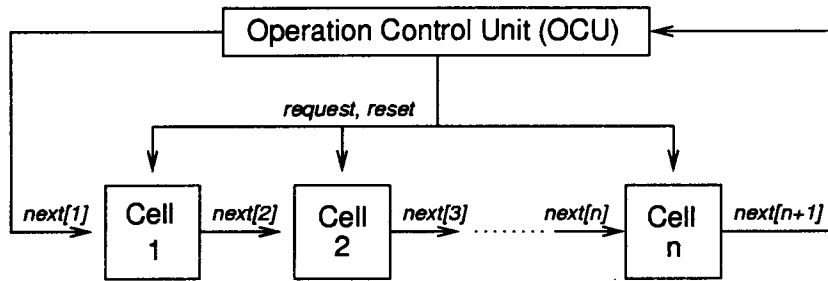 Operation Control Unit (OCU)
request, reset
next[1]
Cell
1
next[2]
Cell
2
next[3]
next[n]
Cell
n
next[n+1]